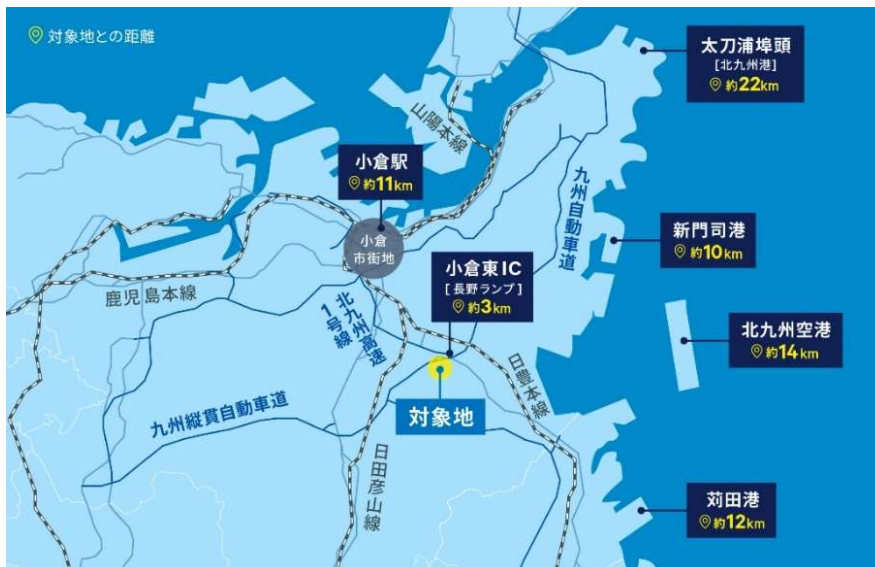 対象地との距離
太刀浦埠頭
[北九州港]
約22km
山陽本線
小倉駅
約11km
九州自動車道
新門司港
約10km
小倉
市街地
小倉東IC
[長野ランプ]
約3km
鹿児島本線
北九州高速
1号線
北九州空港
約14km
日豊本線
対象地
九州縦貫自動車道
日田彦山線
苅田港
約12km